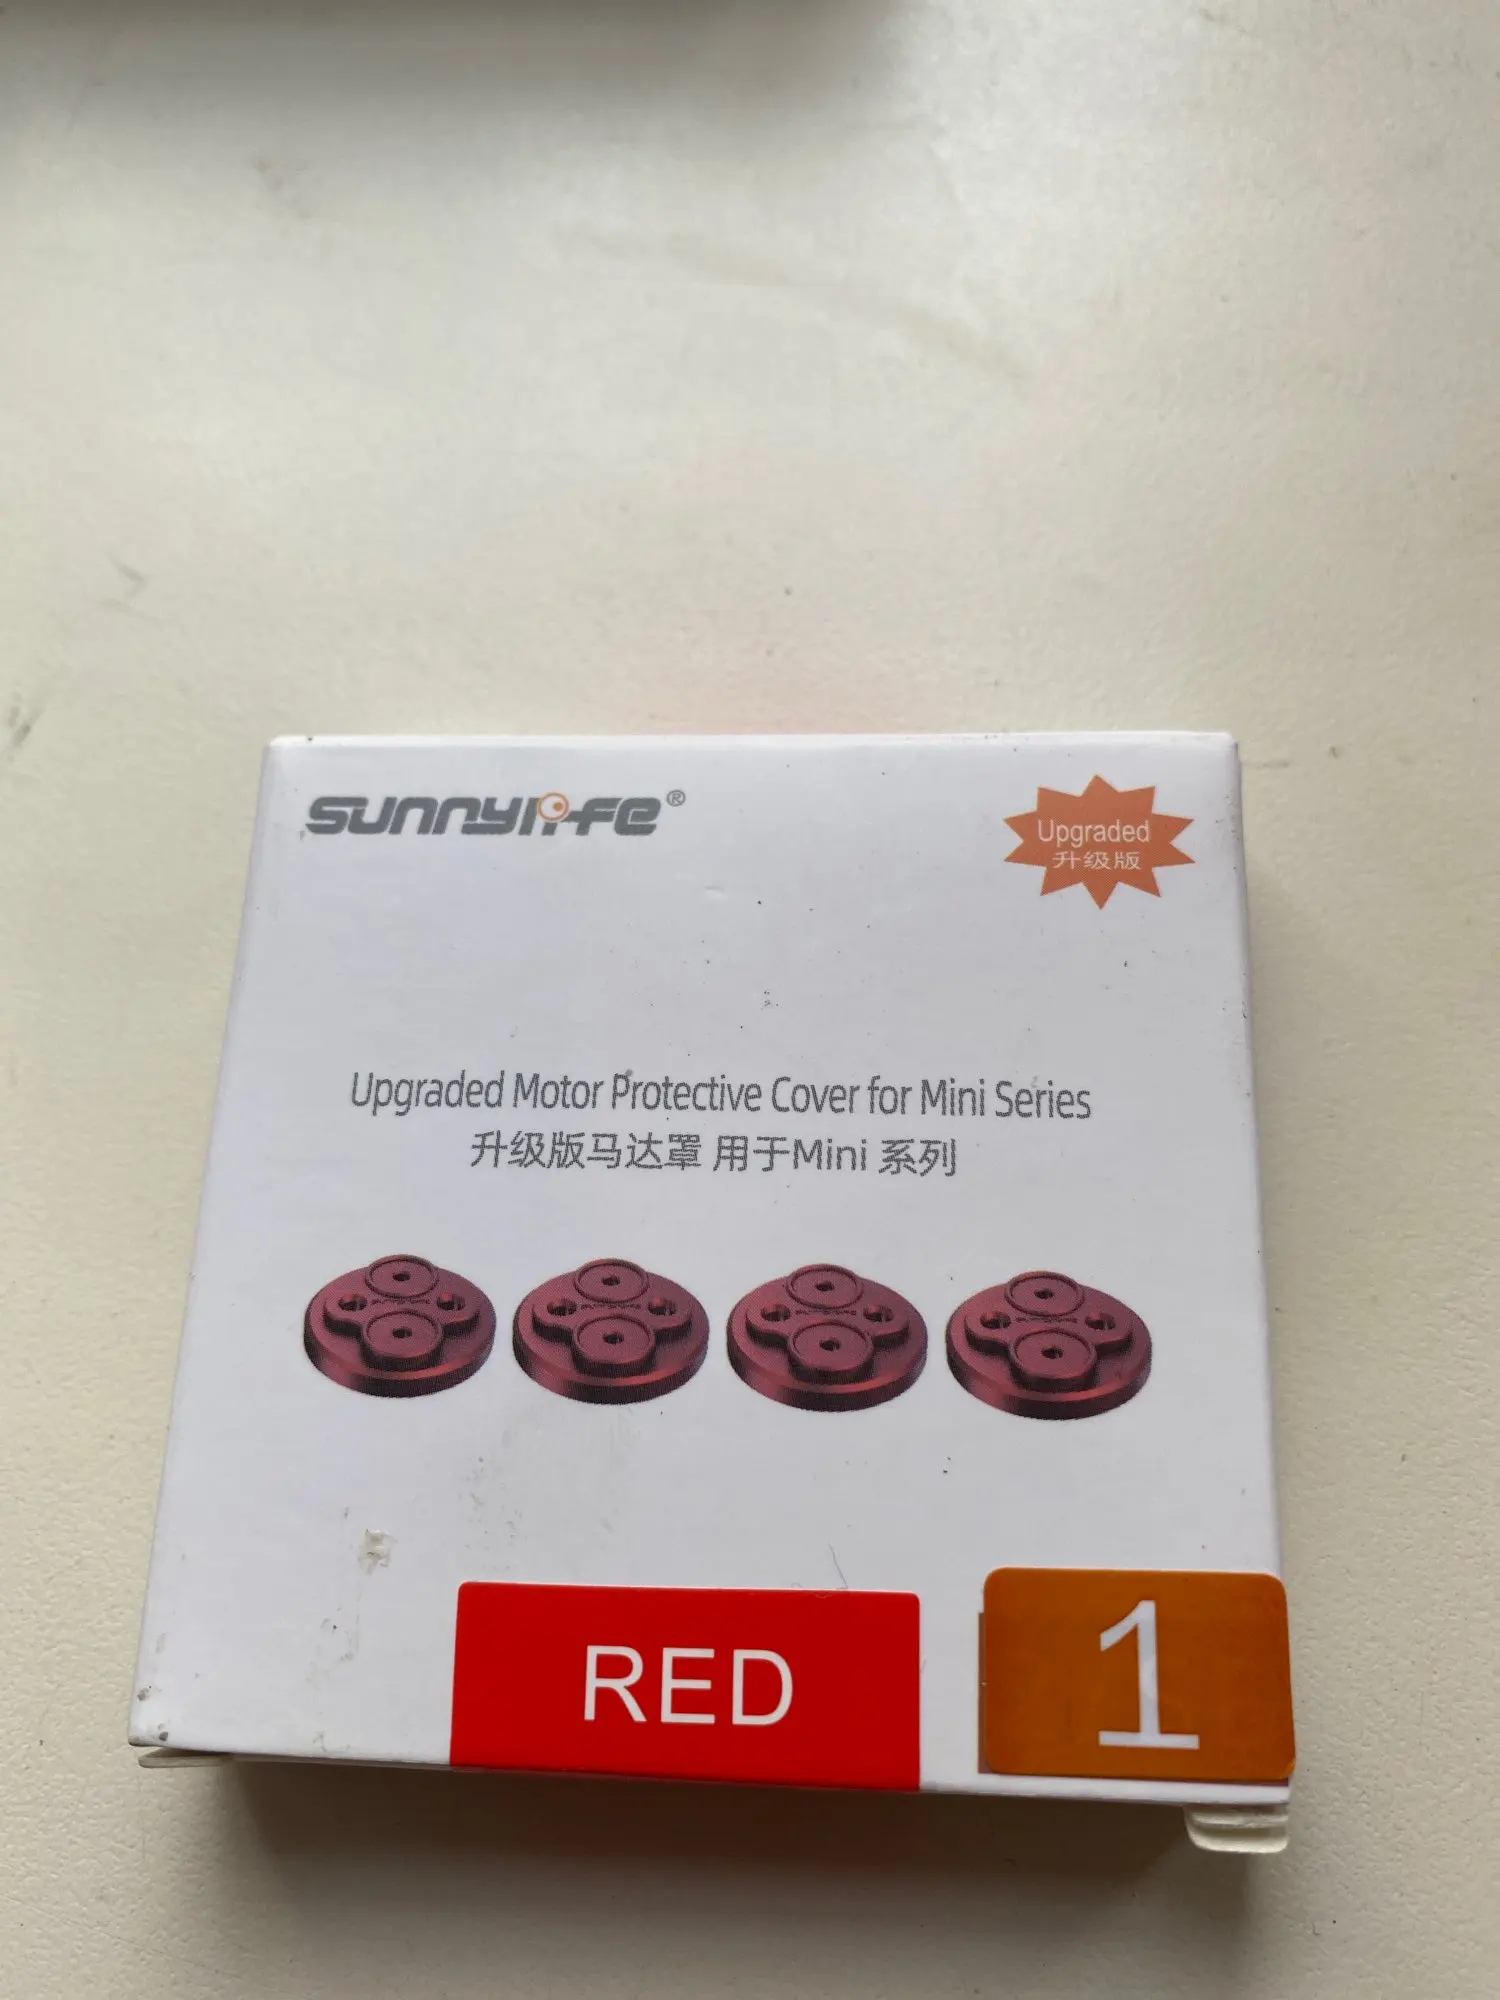 sunnylife®
Upgraded
升级版
Upgraded Motor Protective Cover for Mini Series
升级版马达罩 用于Mini 系列
RED
1